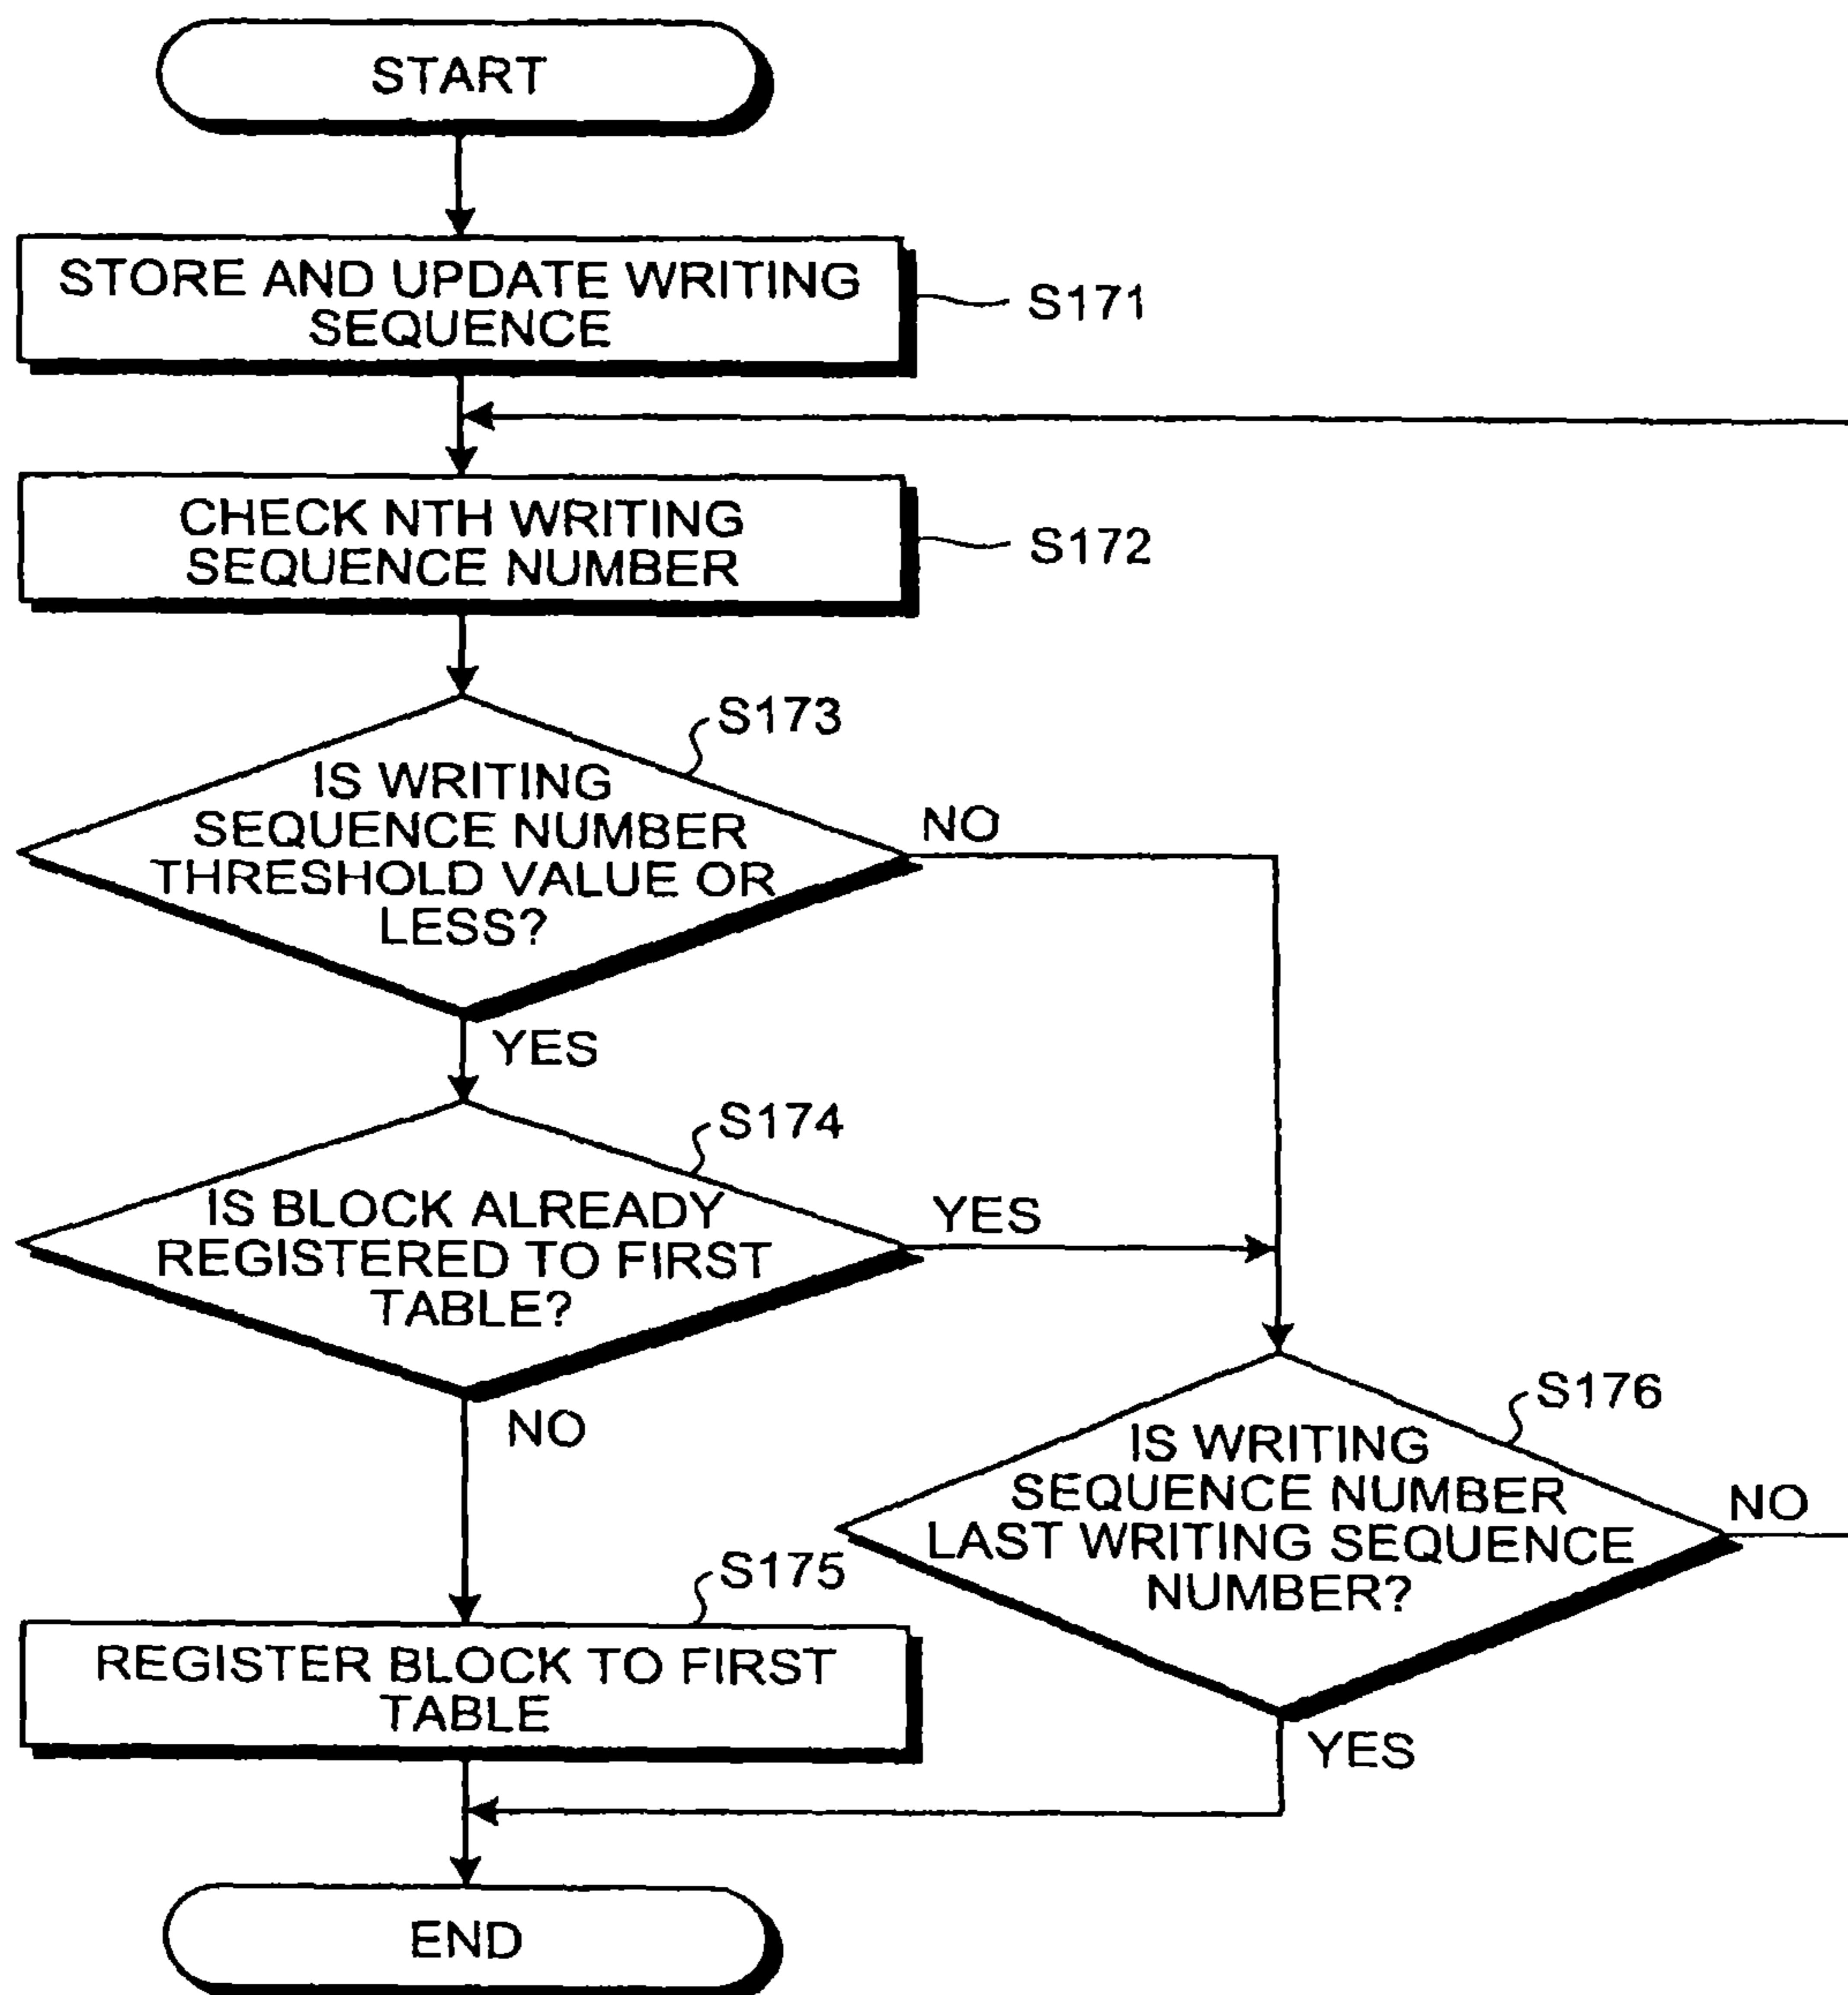 START
STORE AND UPDATE WRITING
SEQUENCE
S171
CHECK NTH WRITING
SEQUENCE NUMBER
S172
S173
IS WRITING
SEQUENCE NUMBER
THRESHOLD VALUE OR
LESS?
NO
YES
S174
IS BLOCK ALREADY
REGISTERED TO FIRST
TABLE?
YES
NO
S176
IS WRITING
SEQUENCE NUMBER
LAST WRITING SEQUENCE
NUMBER?
NO
YES
S175
REGISTER BLOCK TO FIRST
TABLE
END